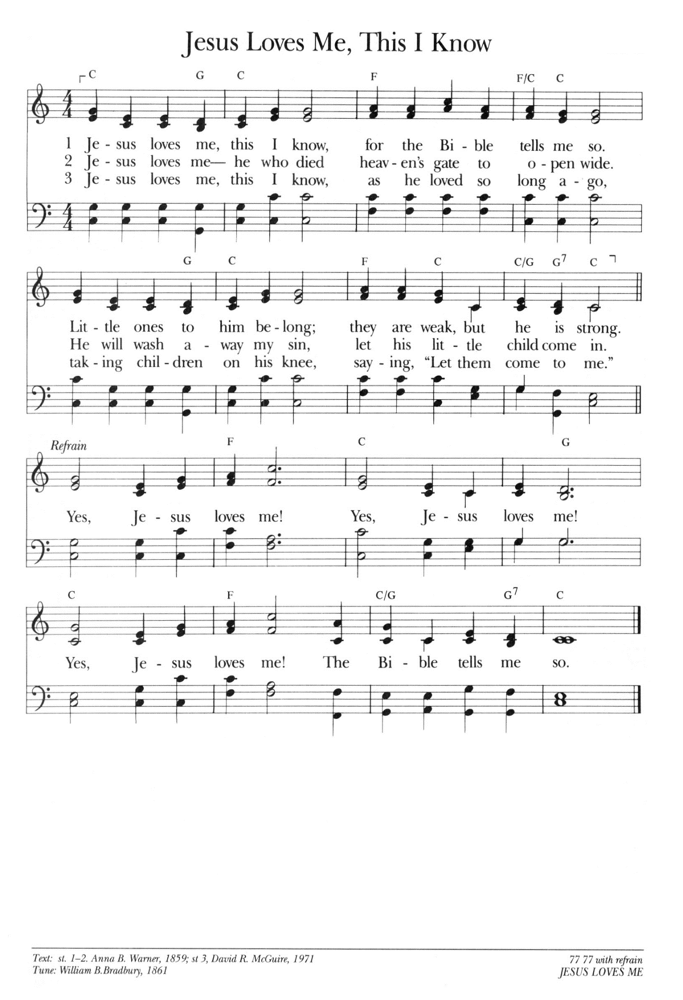 Jesus Loves Me, This I Know
C G C F F/C C
1 Je - sus loves me, this I know, for the Bi - ble tells me so.
2 Je - sus loves me— he who died heav - en's gate to o - pen wide.
3 Je - sus loves me, this I know, as he loved so long a - go,
G C F C C/G G7 C
Lit - tle ones to him be - long; they are weak, but he is strong.
He will wash a - way my sin, let his lit - tle child come in.
tak - ing chil - dren on his knee, say - ing, “Let them come to me.”
Refrain F C G
Yes, Je - sus loves me! Yes, Je - sus loves me!
C F C/G G7 C
Yes, Je - sus loves me! The Bi - ble tells me so.
Text: st. 1–2. Anna B. Warner, 1859; st 3, David R. McGuire, 1971
Tune: William B.Bradbury, 1861
77 77 with refrain
JESUS LOVES ME